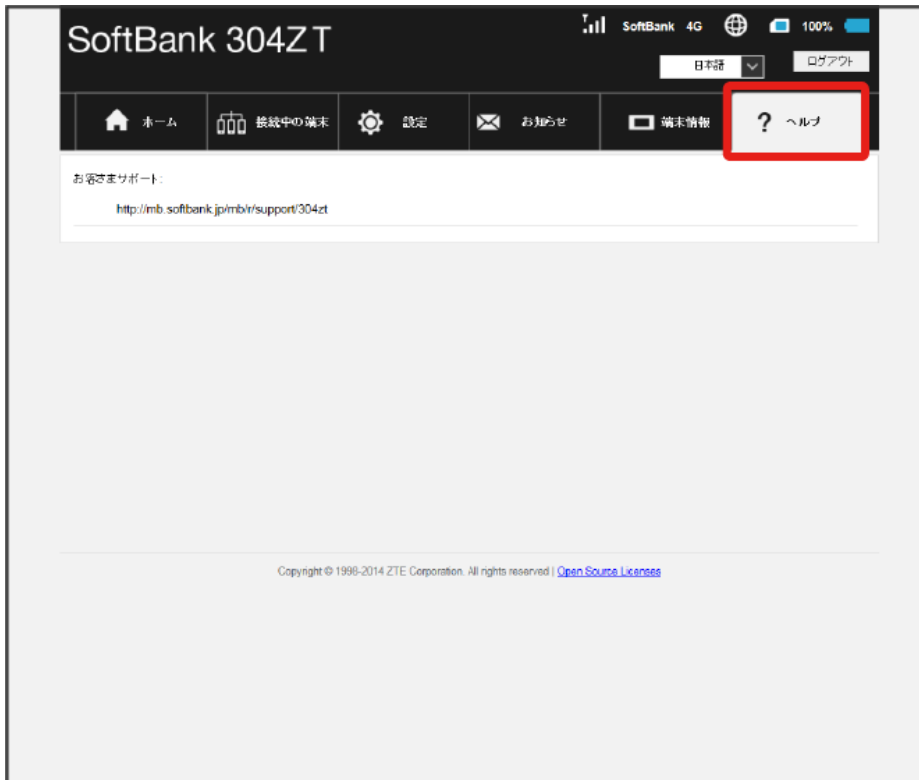 SoftBank 304ZT
SoftBank 4G 100%
日本語 ログアウト
ホーム 接続中の端末 設定 お知らせ 端末情報 ? ヘルプ
お客さまサポート:
http://mb.softbank.jp/mb/r/support/304zt
Copyright © 1998-2014 ZTE Corporation. All rights reserved | Open Source Licenses